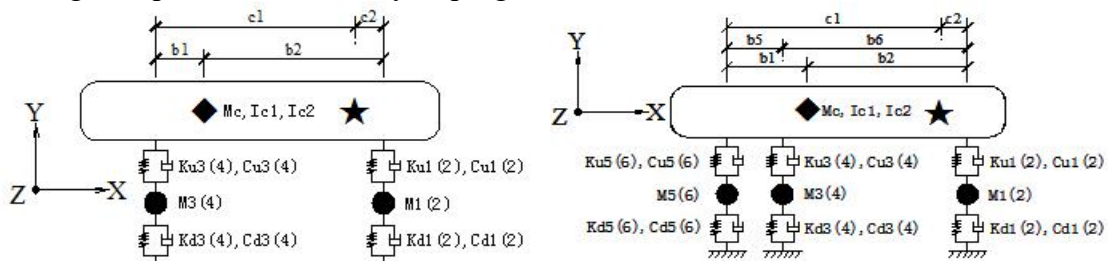 c1
c2
b1
b2
Mc, Ic1, Ic2
Y
Z
X
Ku3(4), Cu3(4)
Ku1(2), Cu1(2)
M3(4)
M1(2)
Kd3(4), Cd3(4)
Kd1(2), Cd1(2)
c1
c2
b5
b6
b1
b2
Y
Z
X
Mc, Ic1, Ic2
Ku5(6), Cu5(6)
Ku3(4), Cu3(4)
Ku1(2), Cu1(2)
M5(6)
M3(4)
M1(2)
Kd5(6), Cd5(6)
Kd3(4), Cd3(4)
Kd1(2), Cd1(2)